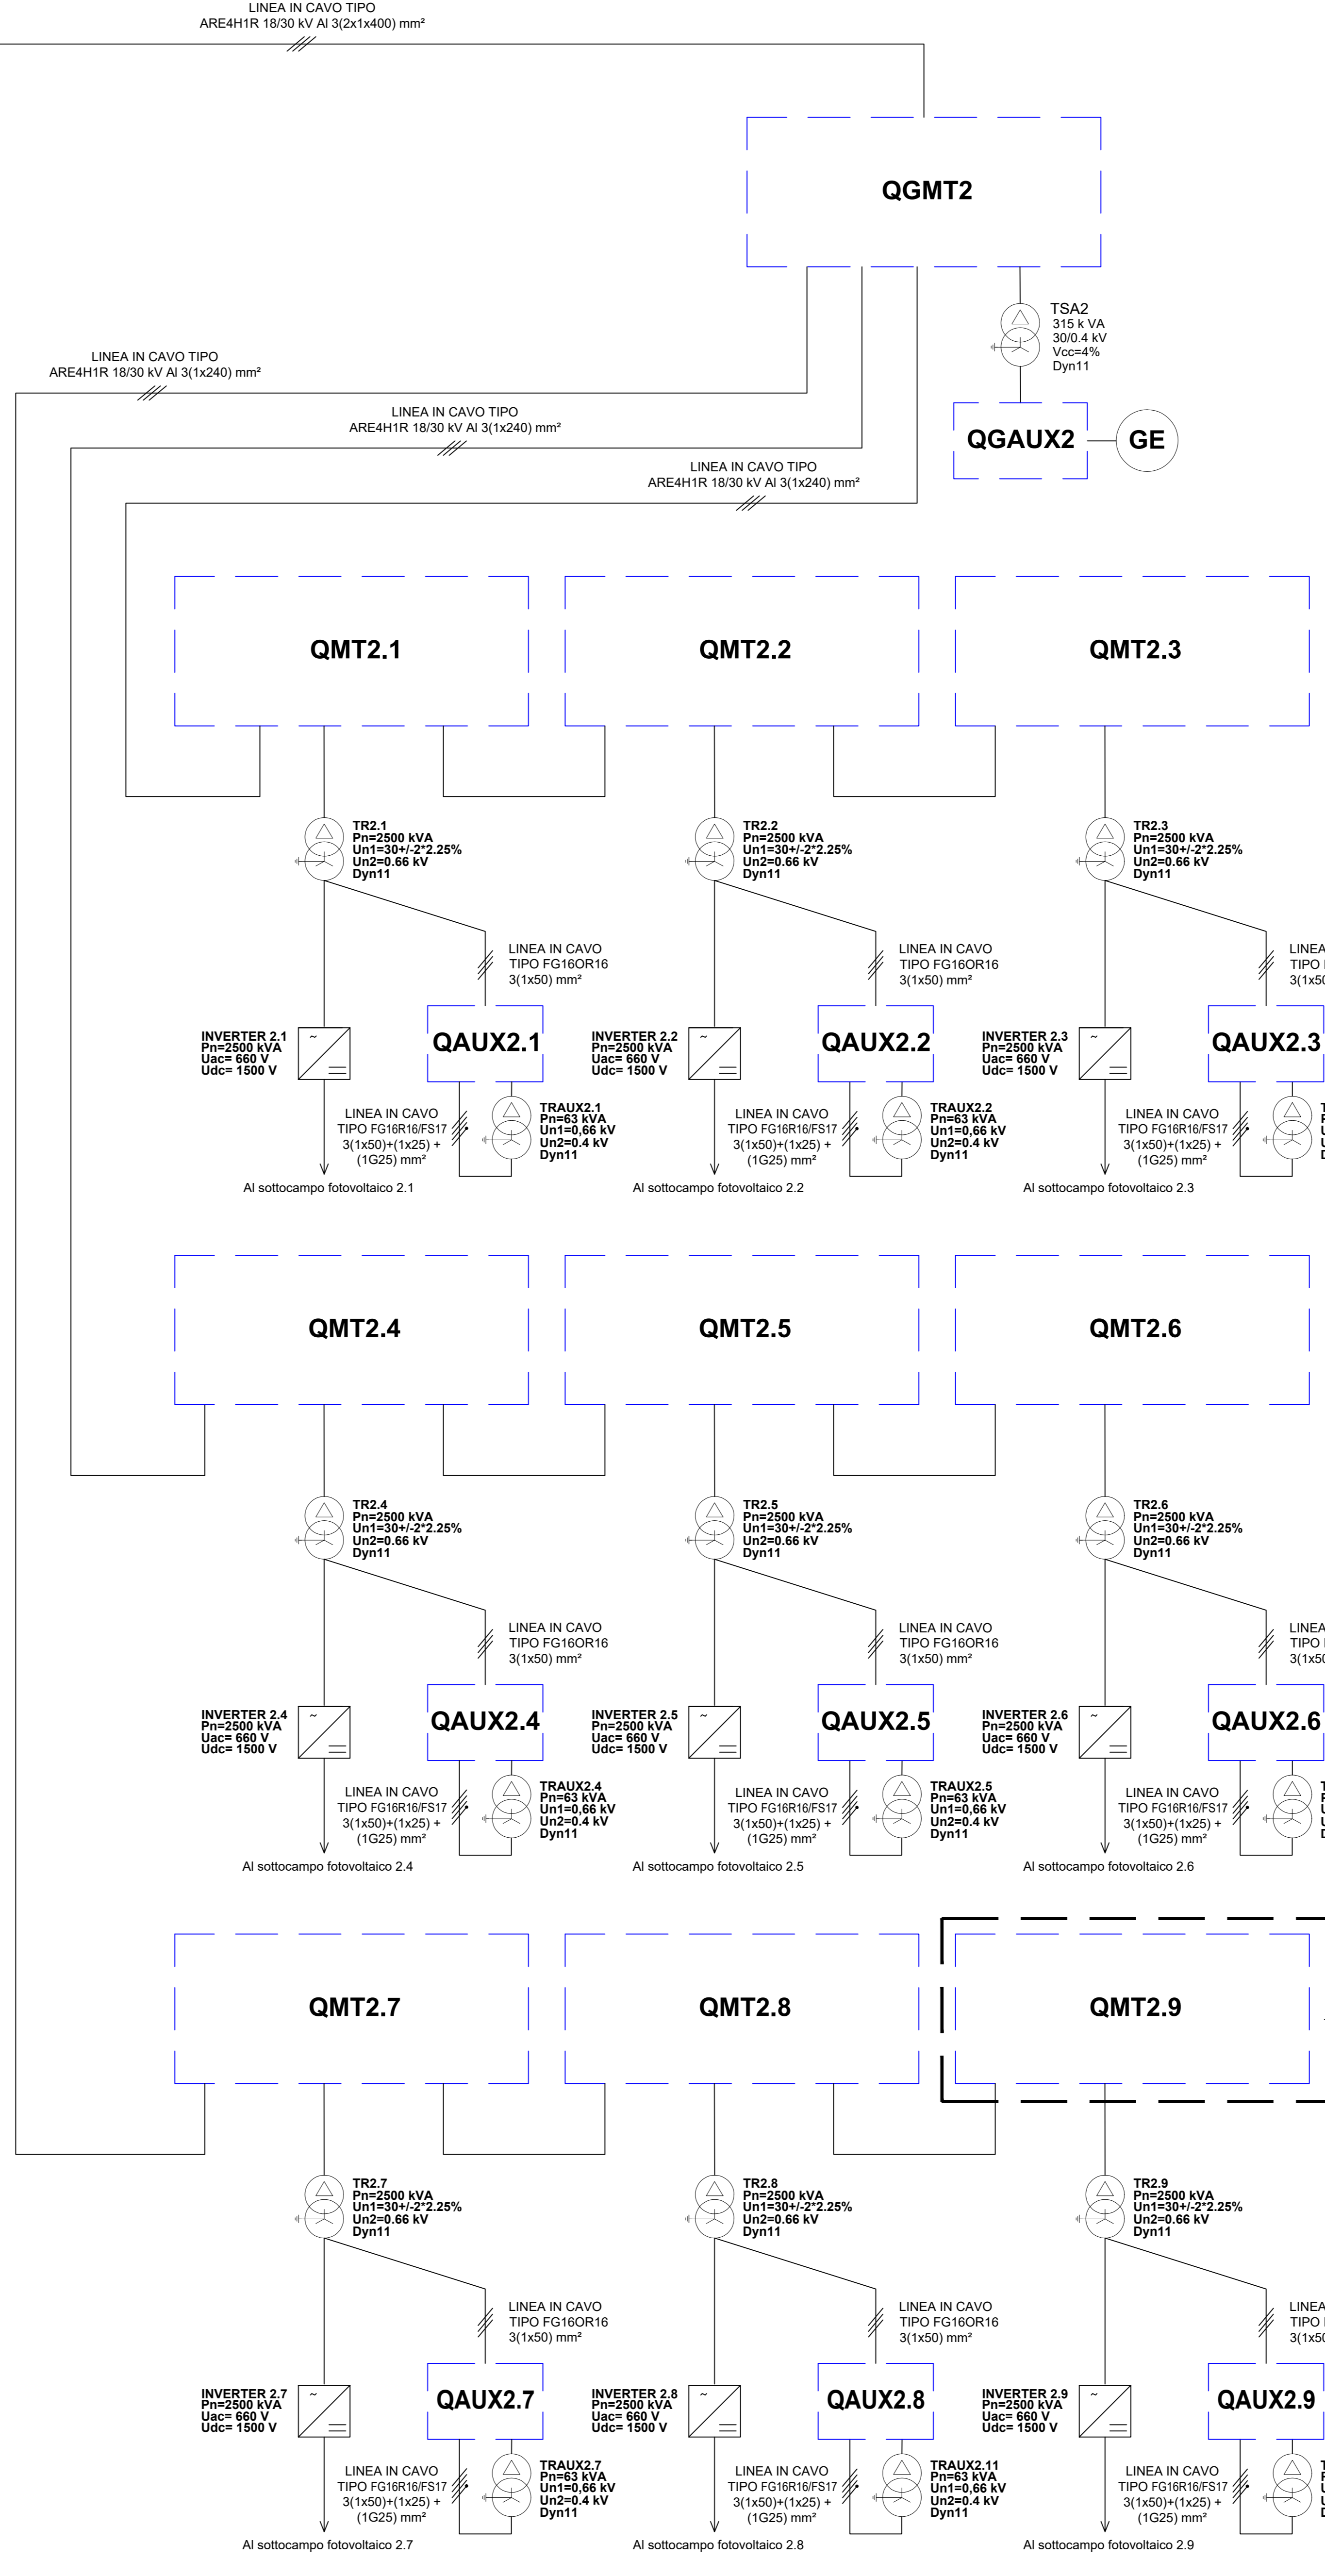 LINEA IN CAVO TIPO
ARE4H1R 18/30 kV Al 3(2x1x400) mm²
QGMT2
TSA2
315 k VA
30/0.4 kV
Vcc=4%
Dyn11
LINEA IN CAVO TIPO
ARE4H1R 18/30 kV Al 3(1x240) mm²
LINEA IN CAVO TIPO
ARE4H1R 18/30 kV Al 3(1x240) mm²
QGAUX2
GE
LINEA IN CAVO TIPO
ARE4H1R 18/30 kV Al 3(1x240) mm²
QMT2.1
QMT2.2
QMT2.3
TR2.1
Pn=2500 kVA
Un1=30+/-2*2.25%
Un2=0.66 kV
Dyn11
TR2.2
Pn=2500 kVA
Un1=30+/-2*2.25%
Un2=0.66 kV
Dyn11
TR2.3
Pn=2500 kVA
Un1=30+/-2*2.25%
Un2=0.66 kV
Dyn11
LINEA IN CAVO
TIPO FG16OR16
3(1x50) mm²
LINEA IN CAVO
TIPO FG16OR16
3(1x50) mm²
LINEA
TIPO
3(1x50
INVERTER 2.1
Pn=2500 kVA
Uac= 660 V
Udc= 1500 V
~
QAUX2.1
INVERTER 2.2
Pn=2500 kVA
Uac= 660 V
Udc= 1500 V
~
QAUX2.2
INVERTER 2.3
Pn=2500 kVA
Uac= 660 V
Udc= 1500 V
~
QAUX2.3
LINEA IN CAVO
TIPO FG16R16/FS17
3(1x50)+(1x25) +
(1G25) mm²
TRAUX2.1
Pn=63 kVA
Un1=0,66 kV
Un2=0.4 kV
Dyn11
LINEA IN CAVO
TIPO FG16R16/FS17
3(1x50)+(1x25) +
(1G25) mm²
TRAUX2.2
Pn=63 kVA
Un1=0,66 kV
Un2=0.4 kV
Dyn11
LINEA IN CAVO
TIPO FG16R16/FS17
3(1x50)+(1x25) +
(1G25) mm²
Al sottocampo fotovoltaico 2.1
Al sottocampo fotovoltaico 2.2
Al sottocampo fotovoltaico 2.3
QMT2.4
QMT2.5
QMT2.6
TR2.4
Pn=2500 kVA
Un1=30+/-2*2.25%
Un2=0.66 kV
Dyn11
TR2.5
Pn=2500 kVA
Un1=30+/-2*2.25%
Un2=0.66 kV
Dyn11
TR2.6
Pn=2500 kVA
Un1=30+/-2*2.25%
Un2=0.66 kV
Dyn11
LINEA IN CAVO
TIPO FG16OR16
3(1x50) mm²
LINEA IN CAVO
TIPO FG16OR16
3(1x50) mm²
LINEA
TIPO
3(1x50
INVERTER 2.4
Pn=2500 kVA
Uac= 660 V
Udc= 1500 V
~
QAUX2.4
INVERTER 2.5
Pn=2500 kVA
Uac= 660 V
Udc= 1500 V
~
QAUX2.5
INVERTER 2.6
Pn=2500 kVA
Uac= 660 V
Udc= 1500 V
~
QAUX2.6
LINEA IN CAVO
TIPO FG16R16/FS17
3(1x50)+(1x25) +
(1G25) mm²
TRAUX2.4
Pn=63 kVA
Un1=0,66 kV
Un2=0.4 kV
Dyn11
LINEA IN CAVO
TIPO FG16R16/FS17
3(1x50)+(1x25) +
(1G25) mm²
TRAUX2.5
Pn=63 kVA
Un1=0,66 kV
Un2=0.4 kV
Dyn11
LINEA IN CAVO
TIPO FG16R16/FS17
3(1x50)+(1x25) +
(1G25) mm²
Al sottocampo fotovoltaico 2.4
Al sottocampo fotovoltaico 2.5
Al sottocampo fotovoltaico 2.6
QMT2.7
QMT2.8
QMT2.9
TR2.7
Pn=2500 kVA
Un1=30+/-2*2.25%
Un2=0.66 kV
Dyn11
TR2.8
Pn=2500 kVA
Un1=30+/-2*2.25%
Un2=0.66 kV
Dyn11
TR2.9
Pn=2500 kVA
Un1=30+/-2*2.25%
Un2=0.66 kV
Dyn11
LINEA IN CAVO
TIPO FG16OR16
3(1x50) mm²
LINEA IN CAVO
TIPO FG16OR16
3(1x50) mm²
LINEA
TIPO
3(1x50
INVERTER 2.7
Pn=2500 kVA
Uac= 660 V
Udc= 1500 V
~
QAUX2.7
INVERTER 2.8
Pn=2500 kVA
Uac= 660 V
Udc= 1500 V
~
QAUX2.8
INVERTER 2.9
Pn=2500 kVA
Uac= 660 V
Udc= 1500 V
~
QAUX2.9
LINEA IN CAVO
TIPO FG16R16/FS17
3(1x50)+(1x25) +
(1G25) mm²
TRAUX2.7
Pn=63 kVA
Un1=0,66 kV
Un2=0.4 kV
Dyn11
LINEA IN CAVO
TIPO FG16R16/FS17
3(1x50)+(1x25) +
(1G25) mm²
TRAUX2.11
Pn=63 kVA
Un1=0,66 kV
Un2=0.4 kV
Dyn11
LINEA IN CAVO
TIPO FG16R16/FS17
3(1x50)+(1x25) +
(1G25) mm²
Al sottocampo fotovoltaico 2.7
Al sottocampo fotovoltaico 2.8
Al sottocampo fotovoltaico 2.9